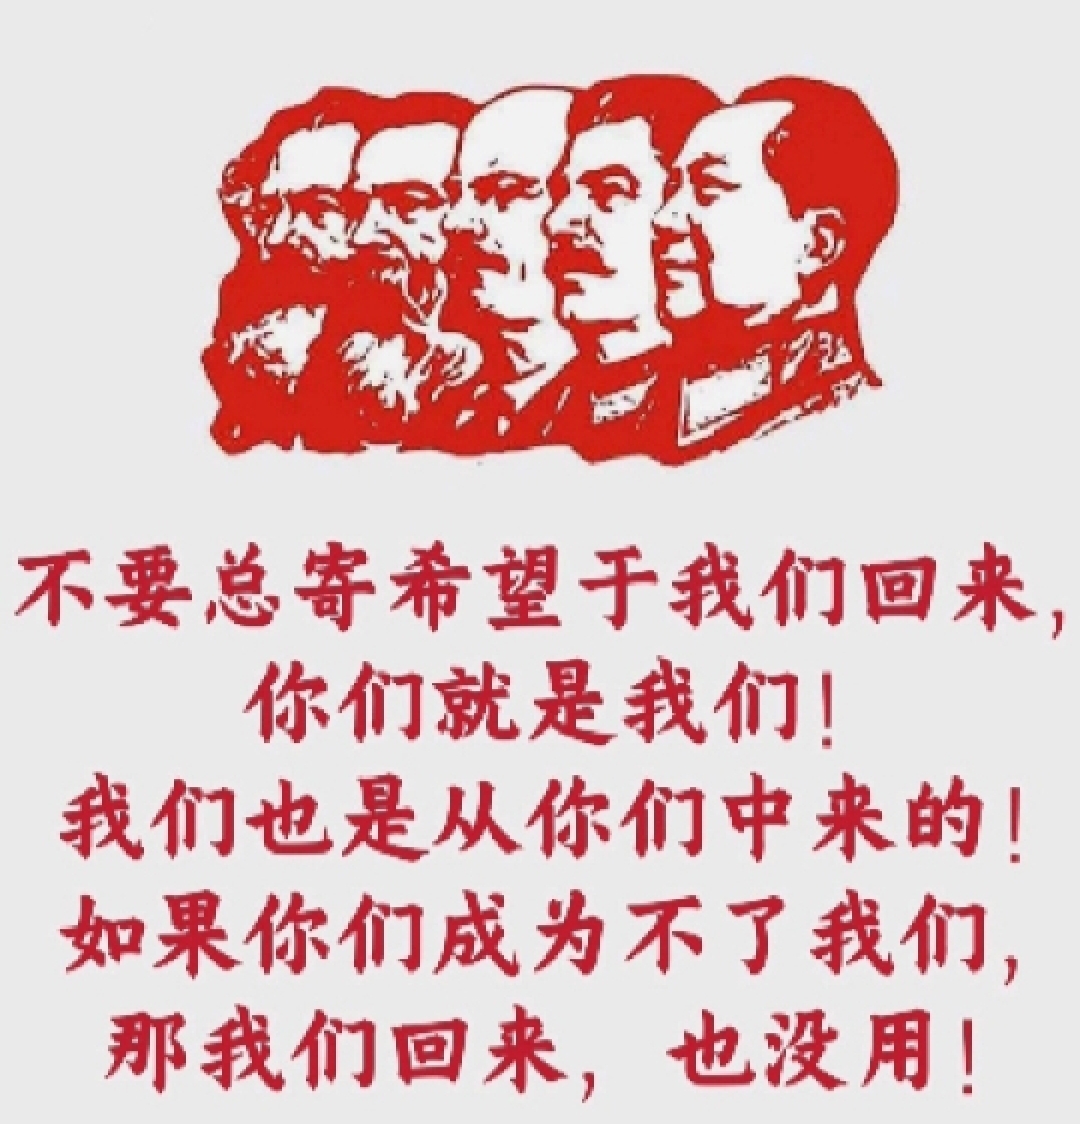 不要总寄希望于我们回来，
你们就是我们！
我们也是从你们中来的！
如果你们成为不了我们，
那我们回来，也没用！